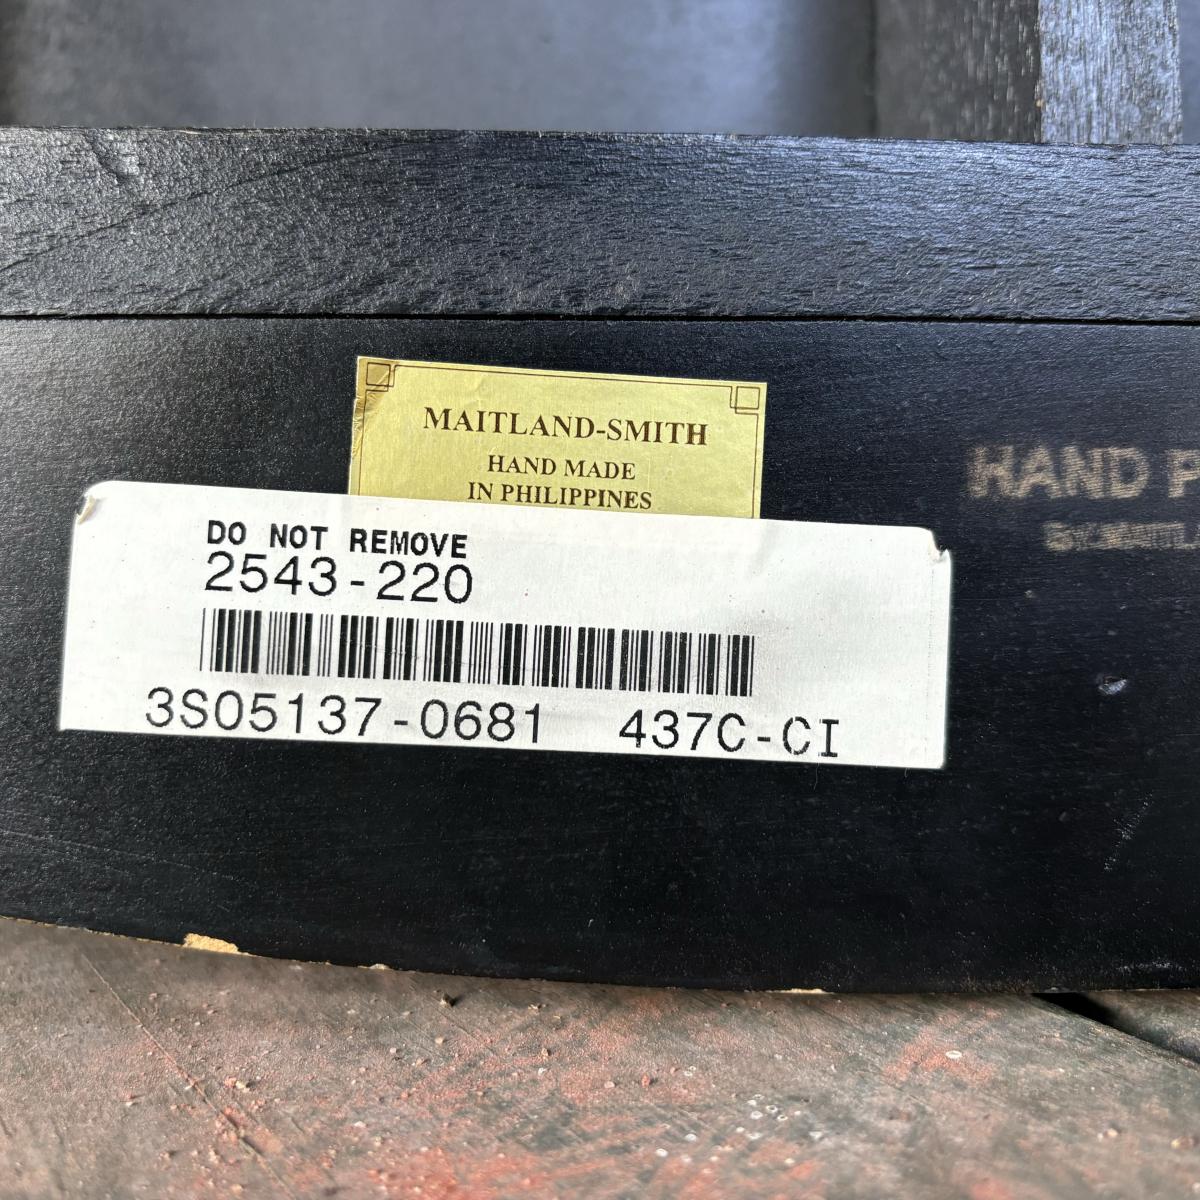 MAITLAND-SMITH
HAND MADE
IN PHILIPPINES
DO NOT REMOVE
2543-220
3S05137-0681 437C-CI
HAND P